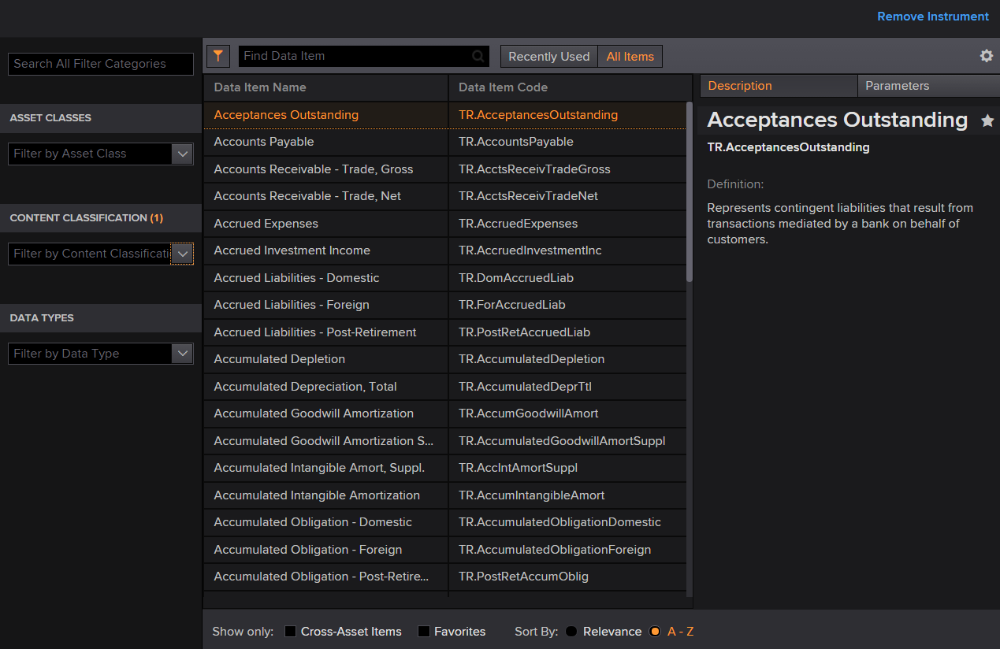 Remove Instrument
Search All Filter Categories
ASSET CLASSES
Filter by Asset Class
CONTENT CLASSIFICATION (1)
Filter by Content Classificati
DATA TYPES
Filter by Data Type
Find Data Item
Recently Used
All Items
Data Item Name Data Item Code
Acceptances Outstanding TR.AcceptancesOutstanding
Accounts Payable TR.AccountsPayable
Accounts Receivable - Trade, Gross TR.AcctsReceivTradeGross
Accounts Receivable - Trade, Net TR.AcctsReceivTradeNet
Accrued Expenses TR.AccruedExpenses
Accrued Investment Income TR.AccruedInvestmentInc
Accrued Liabilities - Domestic TR.DomAccruedLiab
Accrued Liabilities - Foreign TR.ForAccruedLiab
Accrued Liabilities - Post-Retirement TR.PostRetAccruedLiab
Accumulated Depletion TR.AccumulatedDepletion
Accumulated Depreciation, Total TR.AccumulatedDeprTtl
Accumulated Goodwill Amortization TR.AccumGoodwillAmort
Accumulated Goodwill Amortization S... TR.AccumulatedGoodwillAmortSuppl
Accumulated Intangible Amort, Suppl. TR.AccIntAmortSuppl
Accumulated Intangible Amortization TR.AccumIntangibleAmort
Accumulated Obligation - Domestic TR.AccumulatedObligationDomestic
Accumulated Obligation - Foreign TR.AccumulatedObligationForeign
Accumulated Obligation - Post-Retire... TR.PostRetAccumOblig
Description Parameters
Acceptances Outstanding
TR.AcceptancesOutstanding
Definition:
Represents contingent liabilities that result from
transactions mediated by a bank on behalf of
customers.
Show only: Cross-Asset Items Favorites Sort By: Relevance A - Z